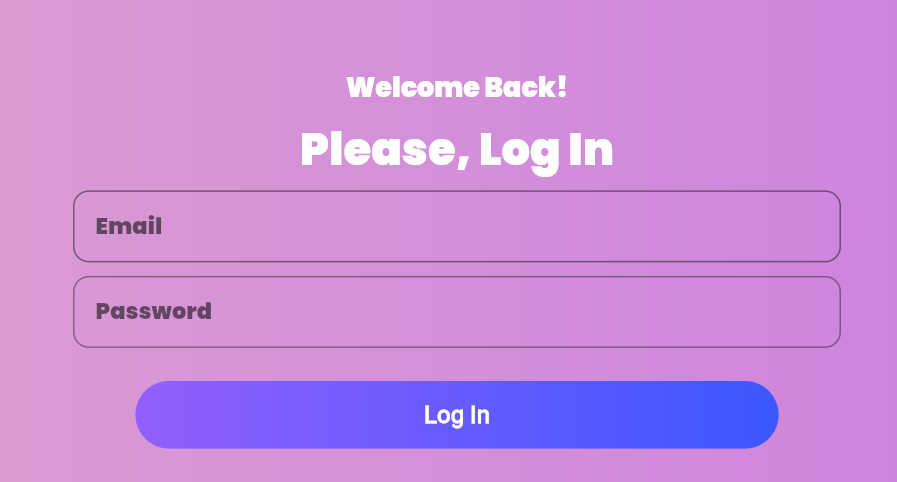 Welcome Back!
Please, Log In
Email
Password
Log In